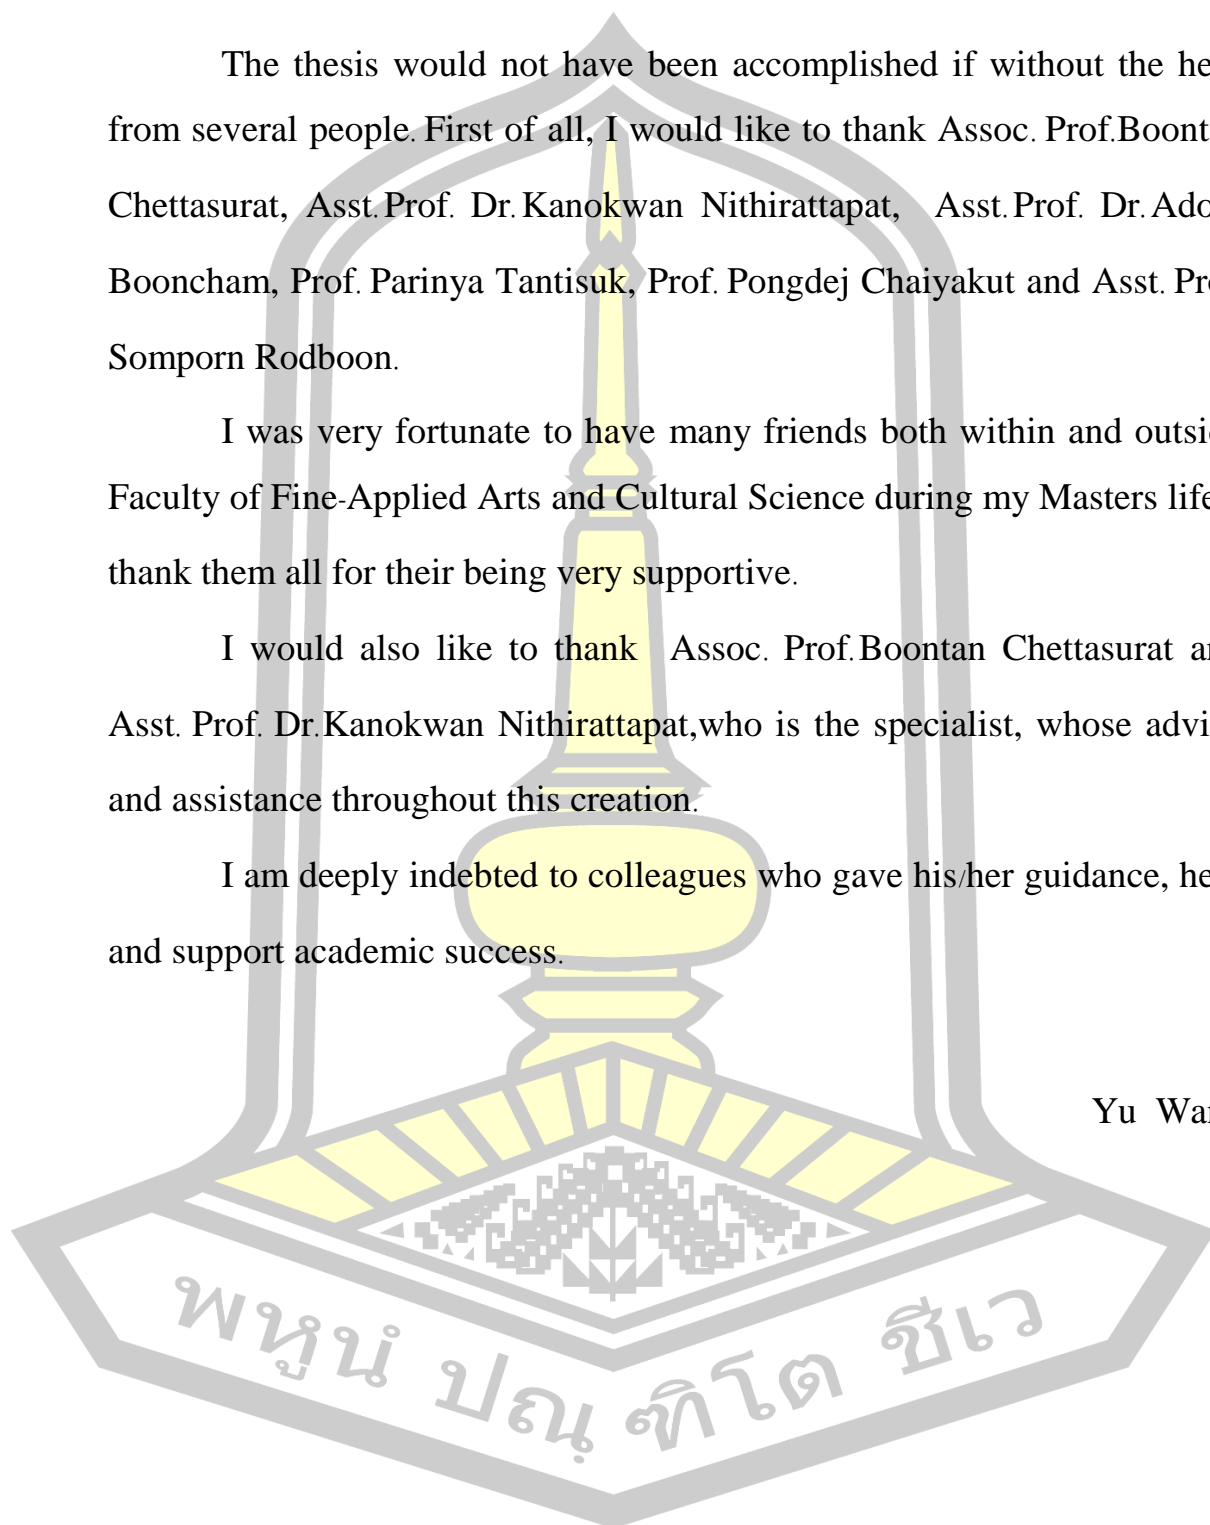 The thesis would not have been accomplished if without the he
from several people. First of all, I would like to thank Assoc. Prof.Boont
Chettasurat, Asst.Prof. Dr.Kanokwan Nithirattapat, Asst.Prof. Dr.Ado
Booncham, Prof. Parinya Tantisuk, Prof. Pongdej Chaiyakut and Asst. Pro
Somporn Rodboon.
I was very fortunate to have many friends both within and outsi
Faculty of Fine-Applied Arts and Cultural Science during my Masters life
thank them all for their being very supportive.
I would also like to thank Assoc. Prof.Boontan Chettasurat an
Asst. Prof. Dr.Kanokwan Nithirattapat,who is the specialist, whose advi
and assistance throughout this creation.
I am deeply indebted to colleagues who gave his/her guidance, he
and support academic success.
Yu Wan
พหูนํ ปณฺฑิโต ชีเว